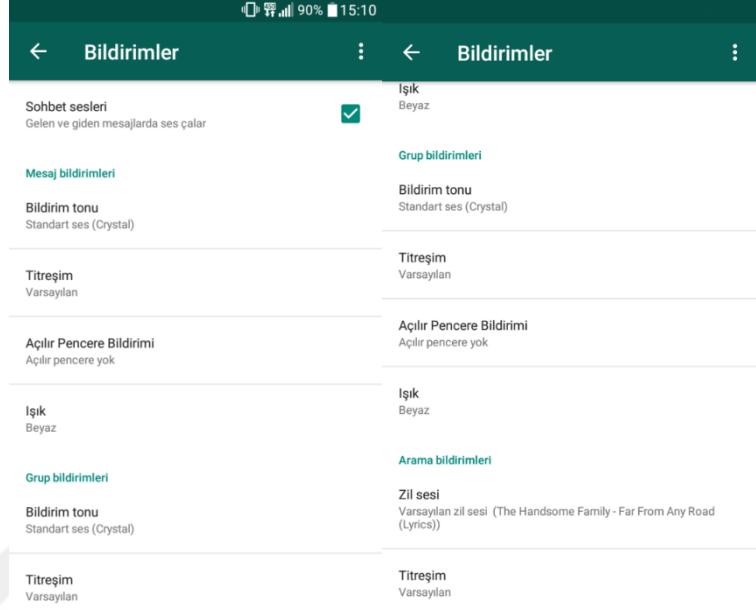 90% 15:10
Bildirimler
Sohbet sesleri
Gelen ve giden mesajlarda ses çalar
Mesaj bildirimleri
Bildirim tonu
Standart ses (Crystal)
Titreşim
Varsayılan
Açılır Pencere Bildirimi
Açılır pencere yok
Işık
Beyaz
Grup bildirimleri
Bildirim tonu
Standart ses (Crystal)
Titreşim
Varsayılan
Bildirimler
Işık
Beyaz
Grup bildirimleri
Bildirim tonu
Standart ses (Crystal)
Titreşim
Varsayılan
Açılır Pencere Bildirimi
Açılır pencere yok
Işık
Beyaz
Arama bildirimleri
Zil sesi
Varsayılan zil sesi (The Handsome Family - Far From Any Road
(Lyrics))
Titreşim
Varsayılan